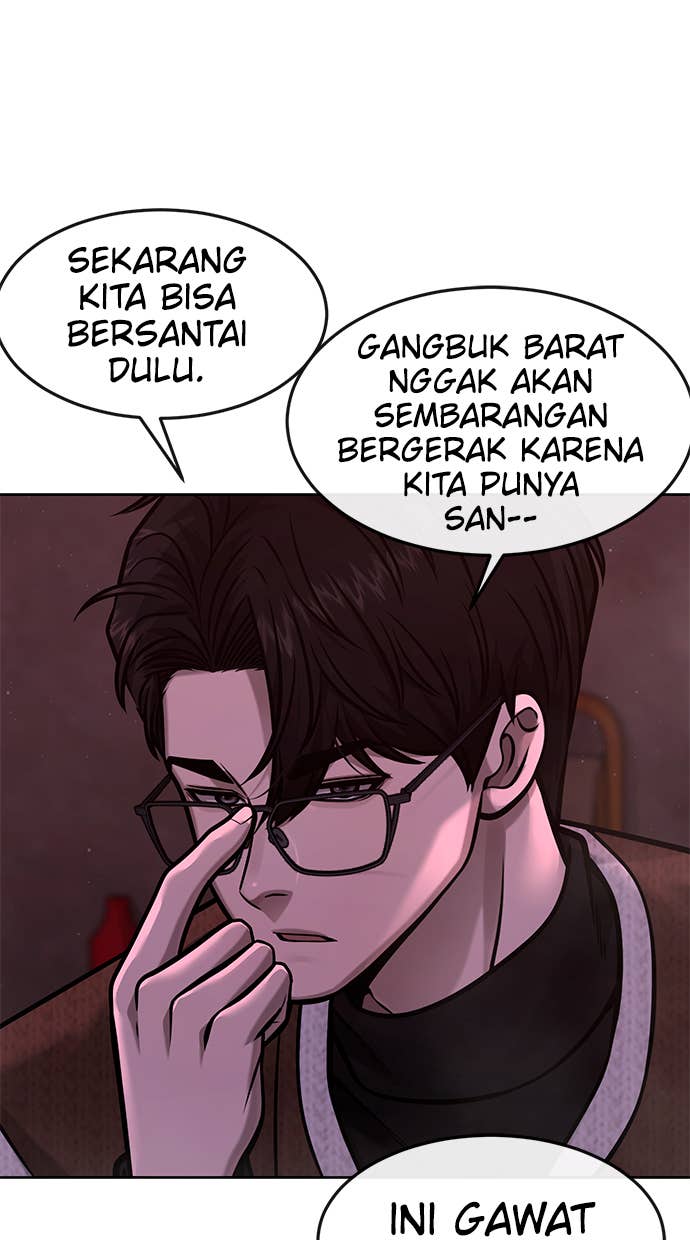 SEKARANG
KITA BISA
BERSANTAI
DULU.
GANGBUK BARAT
NGGAK AKAN
SEMBARANGAN
BERGERAK KARENA
KITA PUNYA
SAN--
INI GAWAT